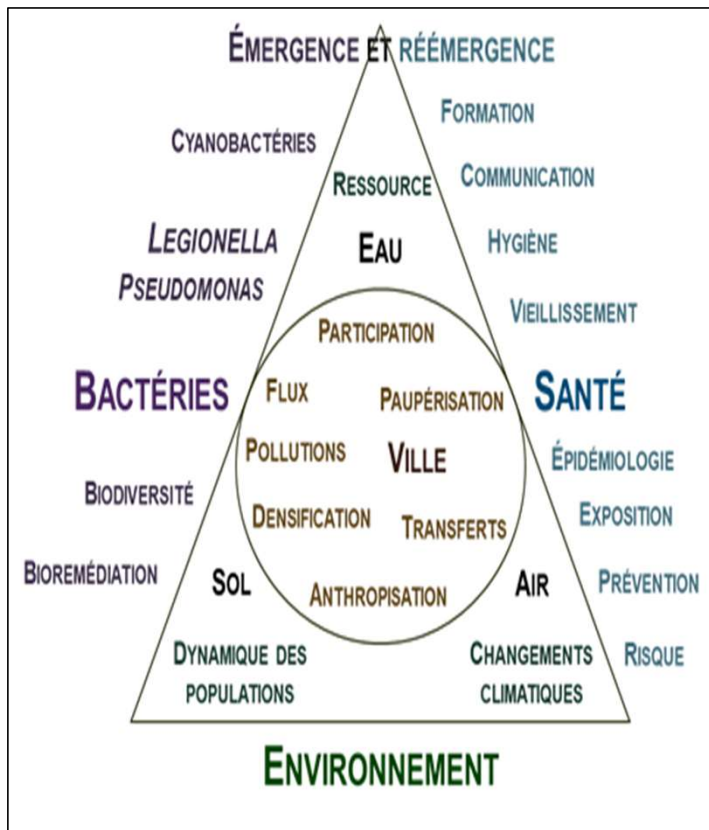 ÉMERGENCE ET RÉÉMERGENCE
FORMATION
CYANOBACTÉRIES
RESSOURCE
COMMUNICATION
LEGIONELLA
EAU
HYGIÈNE
PSEUDOMONAS
VIEILLISSEMENT
PARTICIPATION
BACTÉRIES
FLUX
PAUPÉRISATION
SANTÉ
POLLUTIONS
VILLE
ÉPIDÉMIOLOGIE
BIODIVERSITÉ
DENSIFICATION
TRANSFERTS
EXPOSITION
BIOREMÉDIATION
SOL
ANTHROPISATION
AIR
PRÉVENTION
DYNAMIQUE DES
POPULATIONS
CHANGEMENTS
CLIMATIQUES
RISQUE
ENVIRONNEMENT